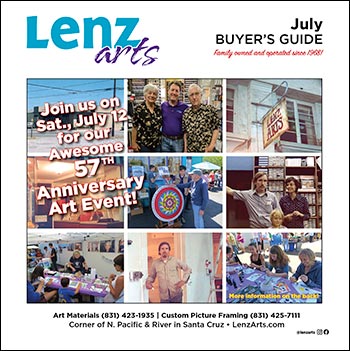 Lenz
arts
July
BUYER'S GUIDE
Family owned and operated since 1968!
Join us on
Sat., July 12
for our
Awesome
57TH
Anniversary
Art Event!
LENZ
ARTS
More information on the back!
Art Materials (831) 423-1935 | Custom Picture Framing (831) 425-7111
Corner of N. Pacific & River in Santa Cruz • LenzArts.com
@lenzarts